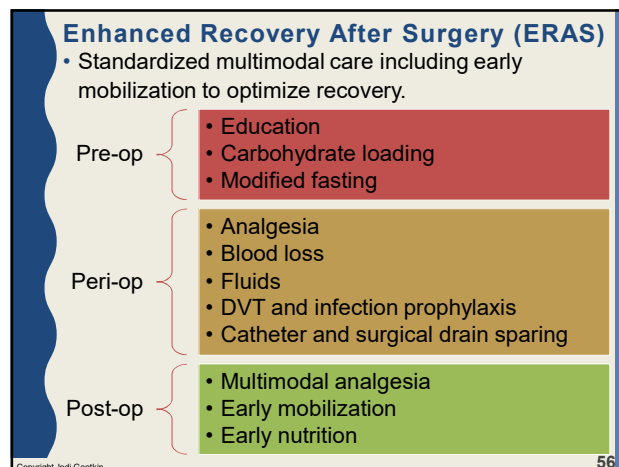 Enhanced Recovery After Surgery (ERAS)
• Standardized multimodal care including early
mobilization to optimize recovery.
Pre-op
• Education
• Carbohydrate loading
• Modified fasting
Peri-op
• Analgesia
• Blood loss
• Fluids
• DVT and infection prophylaxis
• Catheter and surgical drain sparing
Post-op
• Multimodal analgesia
• Early mobilization
• Early nutrition
Copyright Jodi
56